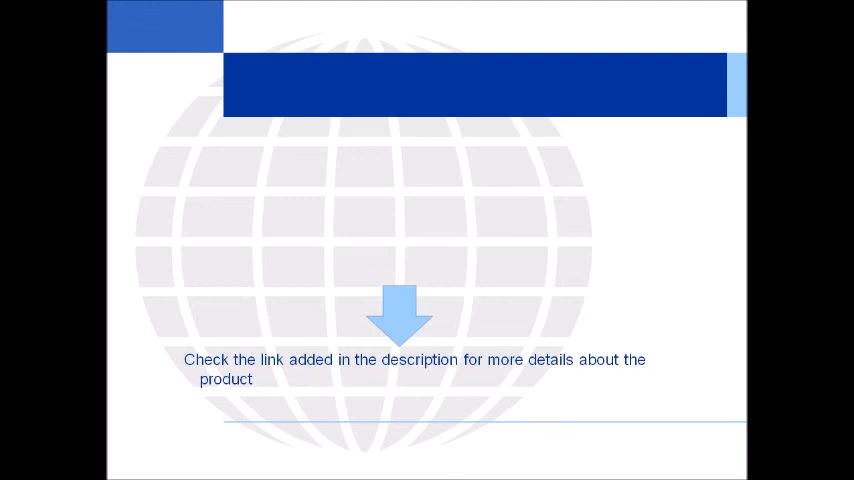 Check the link added in the description for more details about the
product